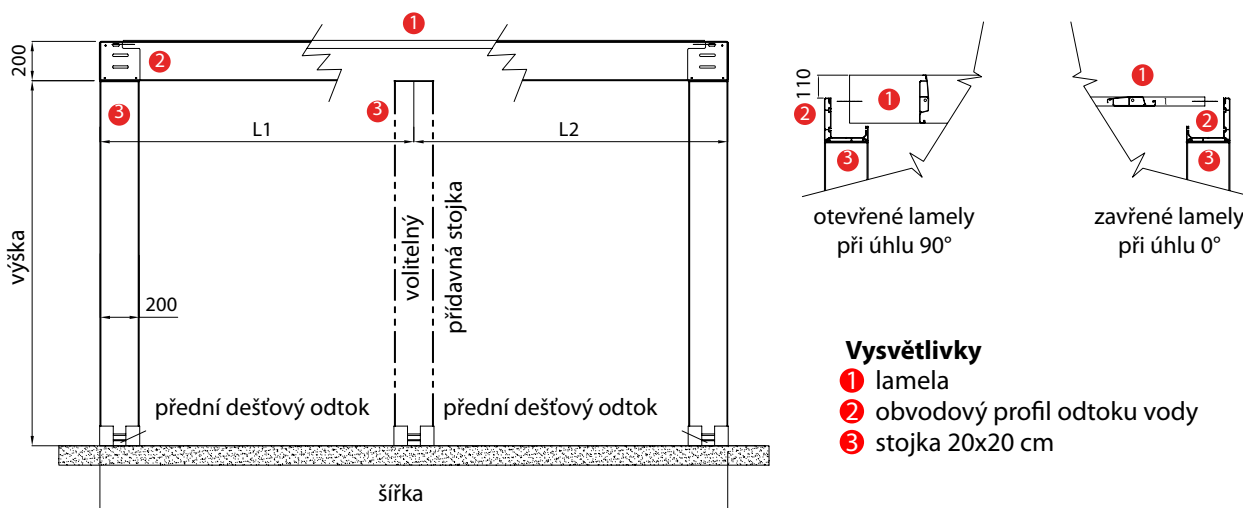 1
200
2
3
3
L1
L2
výška
volitelný
přídavná stojka
200
přední dešťový odtok
přední dešťový odtok
šířka
110
1
2
3
otevřené lamely
při úhlu 90°
1
2
3
zavřené lamely
při úhlu 0°
Vysvětlivky
1 lamela
2 obvodový profil odtoku vody
3 stojka 20x20 cm